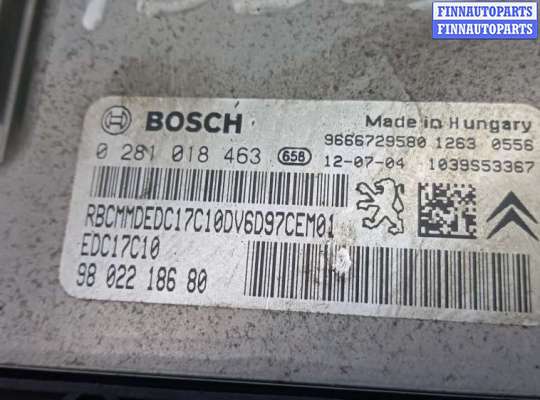 FINNAUTOPARTS
FINNAUTOPARTS
BOSCH
Made in Hungary
9666729580 1263 0556
0 281 018 463 658 12-07-04 1039S53367
RBCMMDEDC17C10DV6D97CEM01
EDC17C10
98 022 186 80